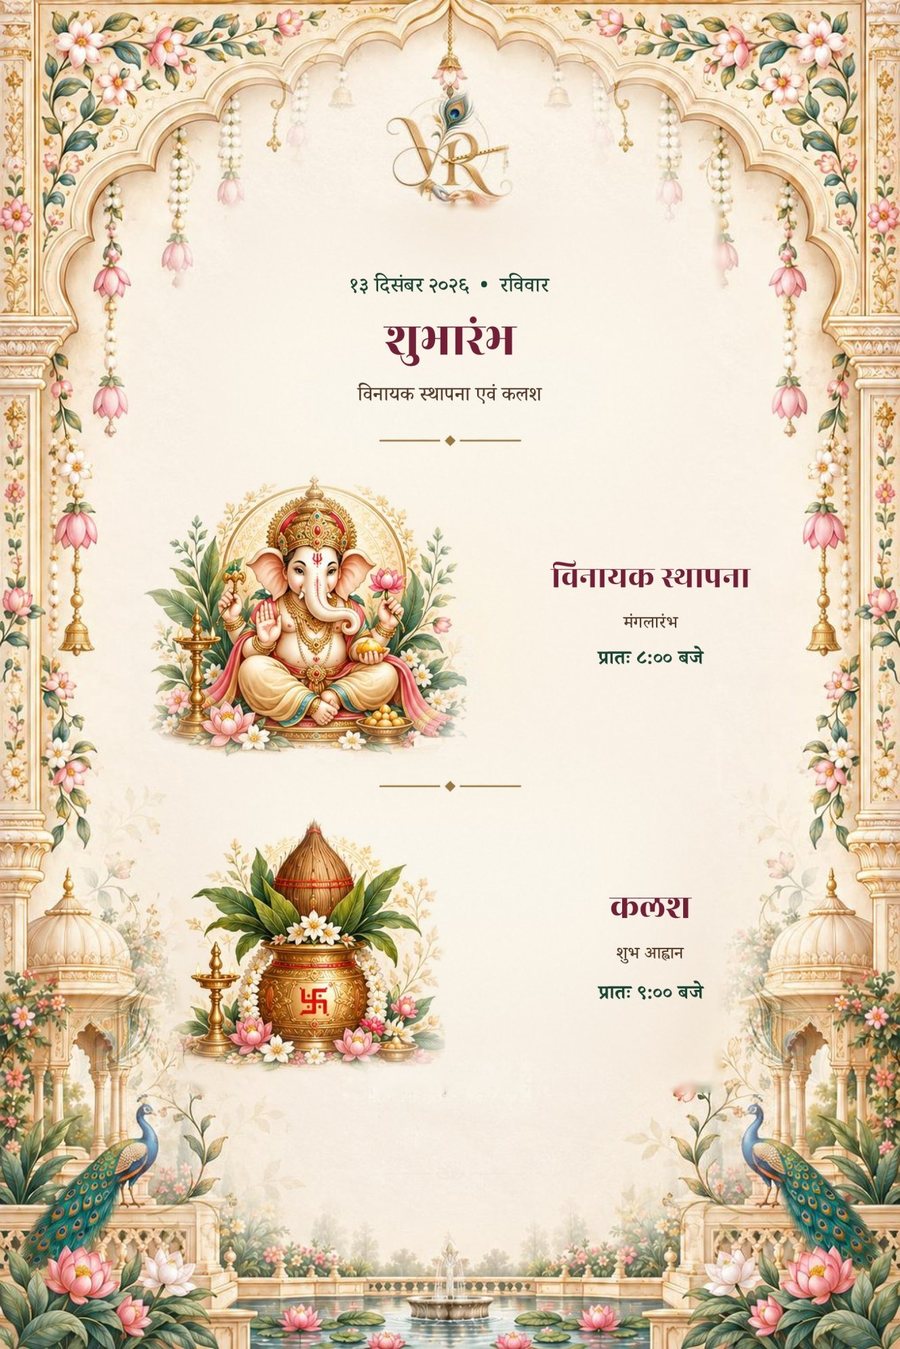 VR
१३ दिसंबर २०२६ • रविवार
शुभारंभ
विनायक स्थापना एवं कलश
विनायक स्थापना
मंगलारंभ
प्रातः ८:०० बजे
कलश
शुभ आह्वान
प्रातः ९:०० बजे